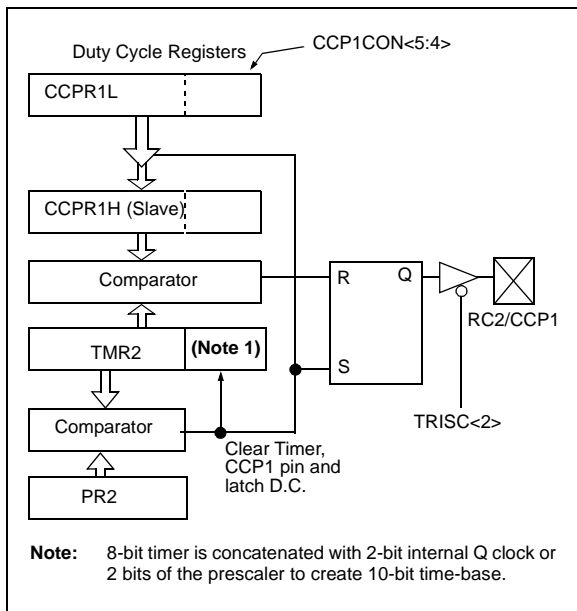 Duty Cycle Registers
CCP1CON<5:4>
CCPR1L
CCPR1H (Slave)
Comparator
R
Q
RC2/CCP1
TMR2
(Note 1)
S
TRISC<2>
Comparator
Clear Timer,
CCP1 pin and
latch D.C.
PR2
Note: 8-bit timer is concatenated with 2-bit internal Q clock or
2 bits of the prescaler to create 10-bit time-base.